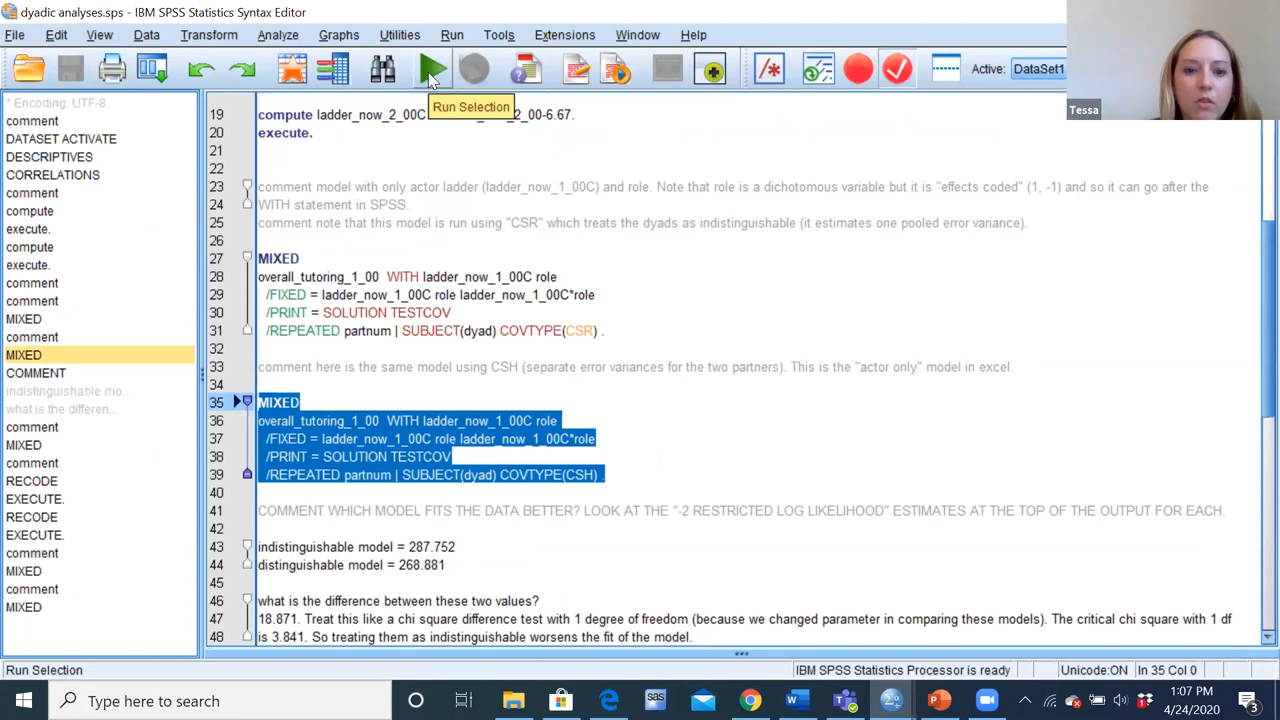 dyadic analyses.sps - IBM SPSS Statistics Syntax Editor
File Edit View Data Transform Analyze Graphs Utilities Run Tools Extensions Window Help
Active: DataSet1
Tessa
Run Selection
* Encoding: UTF-8.
comment
DATASET ACTIVATE
DESCRIPTIVES
CORRELATIONS
comment
compute
execute.
compute
execute.
comment
comment
MIXED
comment
MIXED
COMMENT
indistinguishable mo..
what is the differen...
comment
MIXED
comment
RECODE
EXECUTE.
RECODE
EXECUTE.
comment
MIXED
comment
MIXED
19 compute ladder_now_2_00C 2_00-6.67.
20 execute.
21
22
23 comment model with only actor ladder (ladder_now_1_00C) and role. Note that role is a dichotomous variable but it is "effects coded" (1, -1) and so it can go after the
24 WITH statement in SPSS.
25 comment note that this model is run using "CSR" which treats the dyads as indistinguishable (it estimates one pooled error variance).
26
27 MIXED
28 overall_tutoring_1_00 WITH ladder_now_1_00C role
29 /FIXED = ladder_now_1_00C role ladder_now_1_00C*role
30 /PRINT = SOLUTION TESTCOV
31 /REPEATED partnum | SUBJECT(dyad) COVTYPE(CSR) .
32
33 comment here is the same model using CSH (separate error variances for the two partners). This is the "actor only" model in excel.
34
35 MIXED
36 overall_tutoring_1_00 WITH ladder_now_1_00C role
37 /FIXED = ladder_now_1_00C role ladder_now_1_00C*role
38 /PRINT = SOLUTION TESTCOV
39 /REPEATED partnum | SUBJECT(dyad) COVTYPE(CSH) .
40
41 COMMENT WHICH MODEL FITS THE DATA BETTER? LOOK AT THE "-2 RESTRICTED LOG LIKELIHOOD" ESTIMATES AT THE TOP OF THE OUTPUT FOR EACH.
42
43 indistinguishable model = 287.752
44 distinguishable model = 268.881
45
46 what is the difference between these two values?
47 18.871. Treat this like a chi square difference test with 1 degree of freedom (because we changed parameter in comparing these models). The critical chi square with 1 df
48 is 3.841. So treating them as indistinguishable worsens the fit of the model.
Run Selection
IBM SPSS Statistics Processor is ready
Unicode:ON
In 35 Col 0
Type here to search
sas
1:07 PM
4/24/2020
3